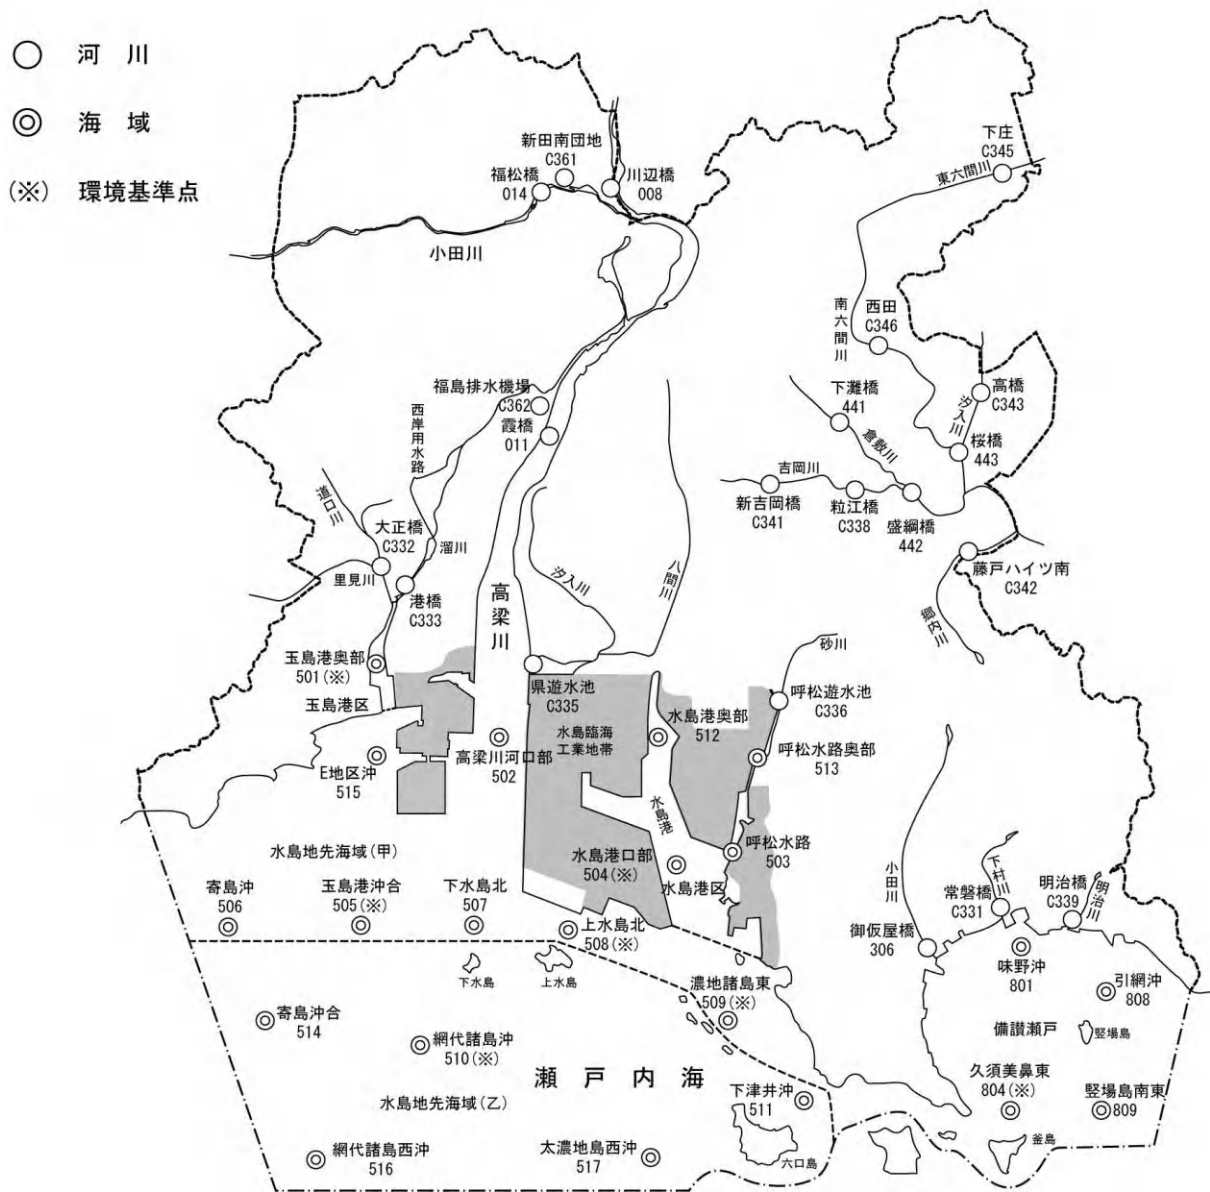 河 川
海 域
(※) 環境基準点
新田南団地
C361
福松橋
014
川辺橋
008
小田川
下庄
C345
東六間川
南六間川
西田
C346
福島排水機場
C362
霞橋
011
西岸用水路
下灘橋
441
倉敷川
高橋
C343
汐入川
桜橋
443
吉岡川
新吉岡橋
C341
粒江橋
C338
盛綱橋
442
道口川
大正橋
C332
溜川
里見川
港橋
C333
高梁川
汐入川
八間川
藤戸ハイツ南
C342
郷内川
砂川
玉島港奥部
501(※)
玉島港区
県遊水池
C335
呼松遊水池
C336
水島臨海
工業地帯
水島港奥部
512
高梁川河口部
502
呼松水路奥部
513
E地区沖
515
水島港
水島地先海域(甲)
水島港口部
504(※)
水島港区
呼松水路
503
小田川
下村川
常磐橋
C331
明治橋
C339
明治川
寄島沖
506
玉島港沖合
505(※)
下水島北
507
上水島北
508(※)
御仮屋橋
306
味野沖
801
下水島
上水島
濃地諸島東
509(※)
引網沖
808
寄島沖合
514
網代諸島沖
510(※)
備讃瀬戸
竪場島
瀬戸内海
水島地先海域(乙)
下津井沖
511
久須美鼻東
804(※)
竪場島南東
809
網代諸島西沖
516
太濃地島西沖
517
六口島
釜島